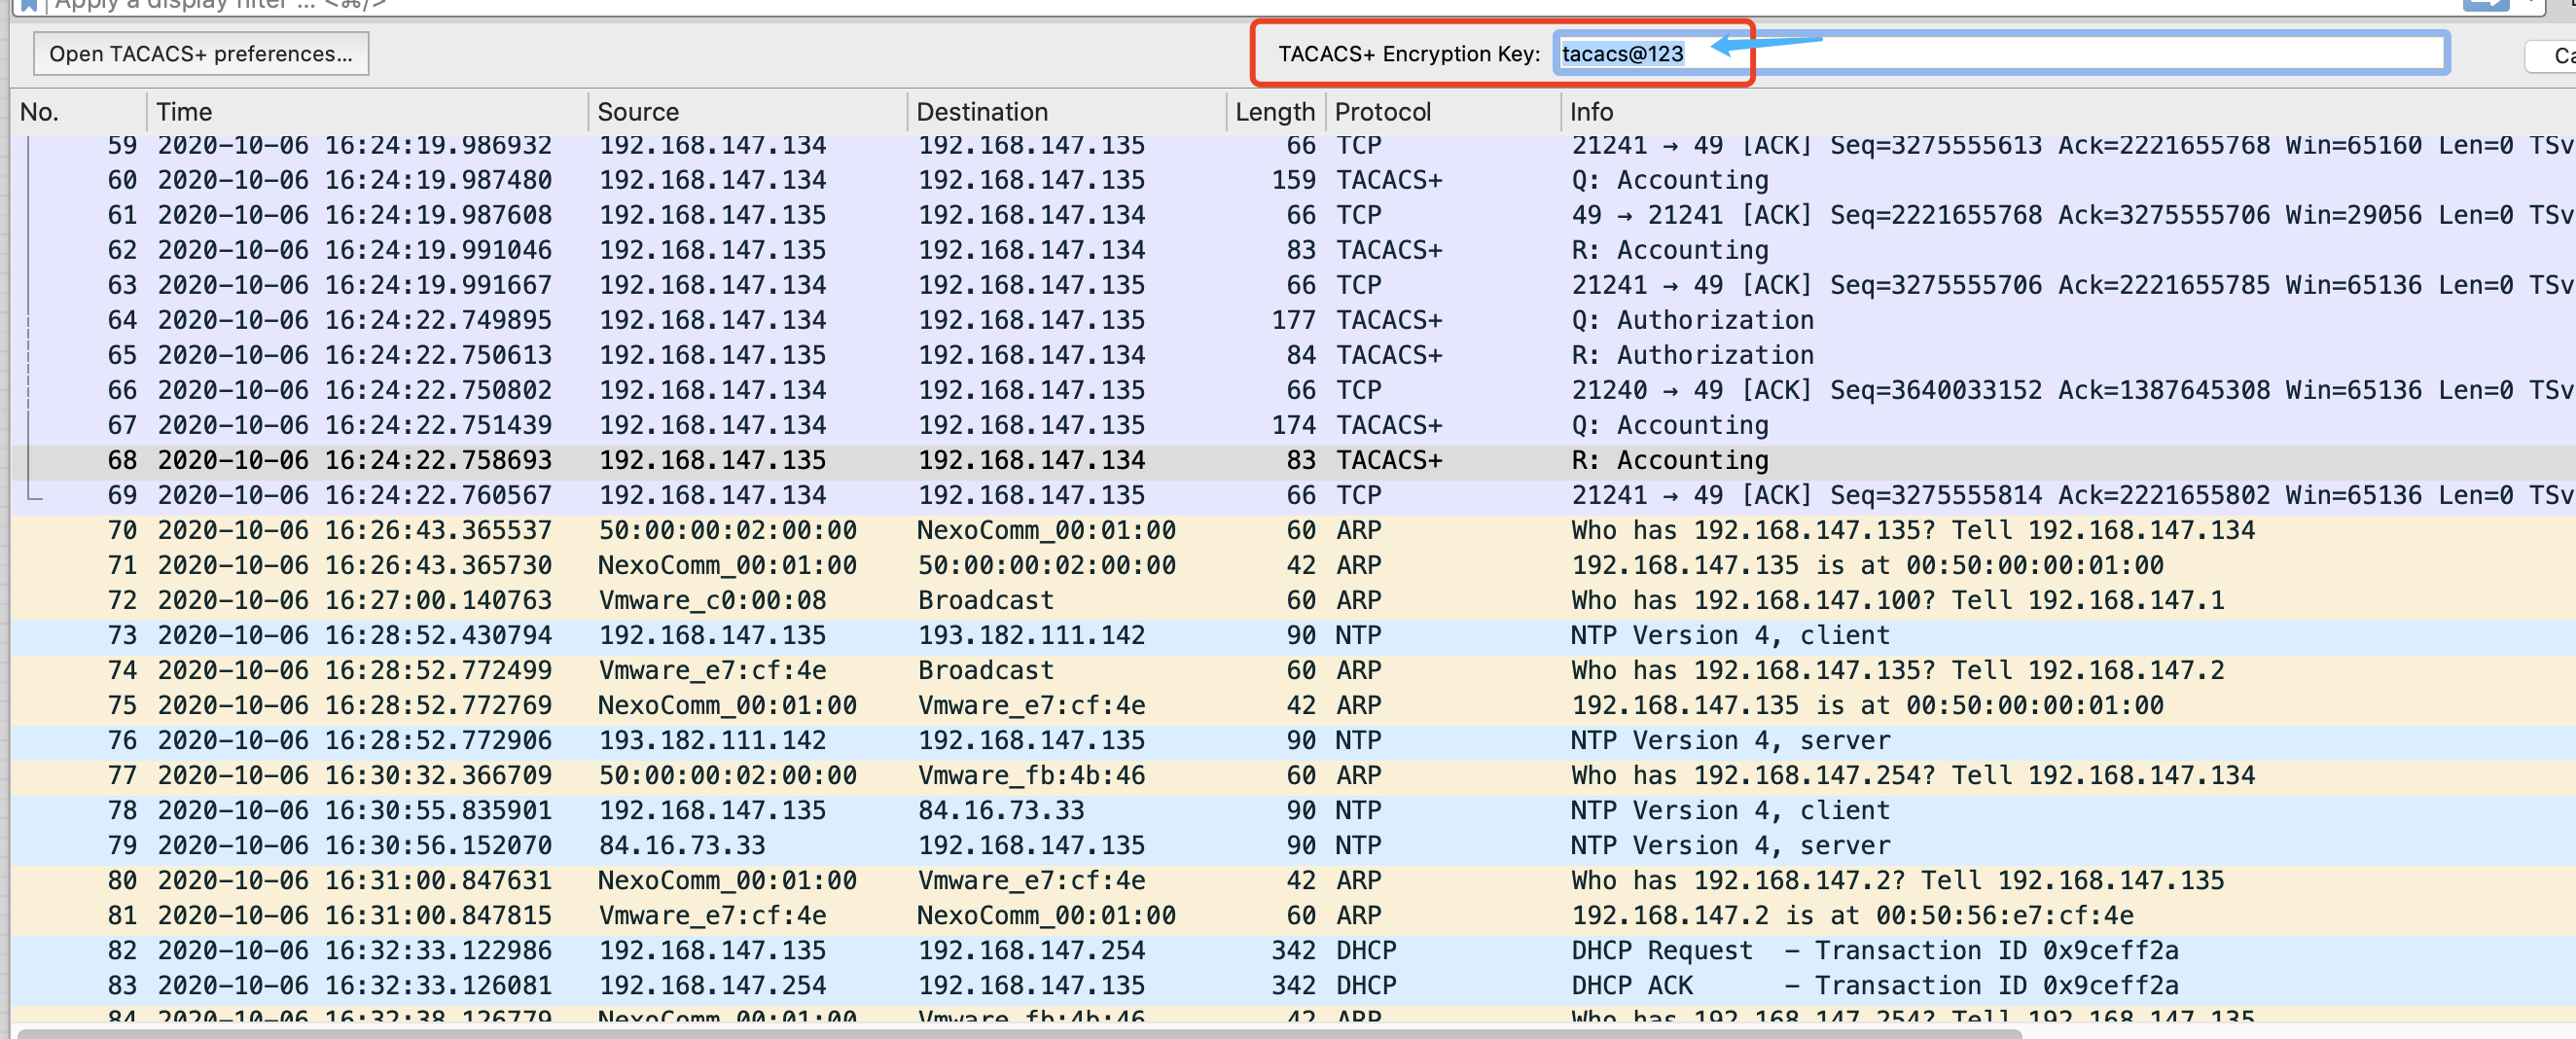 Apply a display filter ... <⌘/>
Open TACACS+ preferences... TACACS+ Encryption Key: tacacs@123 Ca
No. Time Source Destination Length Protocol Info
59 2020-10-06 16:24:19.986932 192.168.147.134 192.168.147.135 66 TCP 21241 → 49 [ACK] Seq=3275555613 Ack=2221655768 Win=65160 Len=0 TSv
60 2020-10-06 16:24:19.987480 192.168.147.134 192.168.147.135 159 TACACS+ Q: Accounting
61 2020-10-06 16:24:19.987608 192.168.147.135 192.168.147.134 66 TCP 49 → 21241 [ACK] Seq=2221655768 Ack=3275555706 Win=29056 Len=0 TSv
62 2020-10-06 16:24:19.991046 192.168.147.135 192.168.147.134 83 TACACS+ R: Accounting
63 2020-10-06 16:24:19.991667 192.168.147.134 192.168.147.135 66 TCP 21241 → 49 [ACK] Seq=3275555706 Ack=2221655785 Win=65136 Len=0 TSv
64 2020-10-06 16:24:22.749895 192.168.147.134 192.168.147.135 177 TACACS+ Q: Authorization
65 2020-10-06 16:24:22.750613 192.168.147.135 192.168.147.134 84 TACACS+ R: Authorization
66 2020-10-06 16:24:22.750802 192.168.147.134 192.168.147.135 66 TCP 21240 → 49 [ACK] Seq=3640033152 Ack=1387645308 Win=65136 Len=0 TSv
67 2020-10-06 16:24:22.751439 192.168.147.134 192.168.147.135 174 TACACS+ Q: Accounting
68 2020-10-06 16:24:22.758693 192.168.147.135 192.168.147.134 83 TACACS+ R: Accounting
69 2020-10-06 16:24:22.760567 192.168.147.134 192.168.147.135 66 TCP 21241 → 49 [ACK] Seq=3275555814 Ack=2221655802 Win=65136 Len=0 TSv
70 2020-10-06 16:26:43.365537 50:00:00:02:00:00 NexoComm_00:01:00 60 ARP Who has 192.168.147.135? Tell 192.168.147.134
71 2020-10-06 16:26:43.365730 NexoComm_00:01:00 50:00:00:02:00:00 42 ARP 192.168.147.135 is at 00:50:00:00:01:00
72 2020-10-06 16:27:00.140763 Vmware_c0:00:08 Broadcast 60 ARP Who has 192.168.147.100? Tell 192.168.147.1
73 2020-10-06 16:28:52.430794 192.168.147.135 193.182.111.142 90 NTP NTP Version 4, client
74 2020-10-06 16:28:52.772499 Vmware_e7:cf:4e Broadcast 60 ARP Who has 192.168.147.135? Tell 192.168.147.2
75 2020-10-06 16:28:52.772769 NexoComm_00:01:00 Vmware_e7:cf:4e 42 ARP 192.168.147.135 is at 00:50:00:00:01:00
76 2020-10-06 16:28:52.772906 193.182.111.142 192.168.147.135 90 NTP NTP Version 4, server
77 2020-10-06 16:30:32.366709 50:00:00:02:00:00 Vmware_fb:4b:46 60 ARP Who has 192.168.147.254? Tell 192.168.147.134
78 2020-10-06 16:30:55.835901 192.168.147.135 84.16.73.33 90 NTP NTP Version 4, client
79 2020-10-06 16:30:56.152070 84.16.73.33 192.168.147.135 90 NTP NTP Version 4, server
80 2020-10-06 16:31:00.847631 NexoComm_00:01:00 Vmware_e7:cf:4e 42 ARP Who has 192.168.147.2? Tell 192.168.147.135
81 2020-10-06 16:31:00.847815 Vmware_e7:cf:4e NexoComm_00:01:00 60 ARP 192.168.147.2 is at 00:50:56:e7:cf:4e
82 2020-10-06 16:32:33.122986 192.168.147.135 192.168.147.254 342 DHCP DHCP Request – Transaction ID 0x9ceff2a
83 2020-10-06 16:32:33.126081 192.168.147.254 192.168.147.135 342 DHCP DHCP ACK – Transaction ID 0x9ceff2a
84 2020-10-06 16:32:38.126779 NexoComm_00:01:00 Vmware_fb:4b:46 42 ARP Who has 192.168.147.254? Tell 192.168.147.135